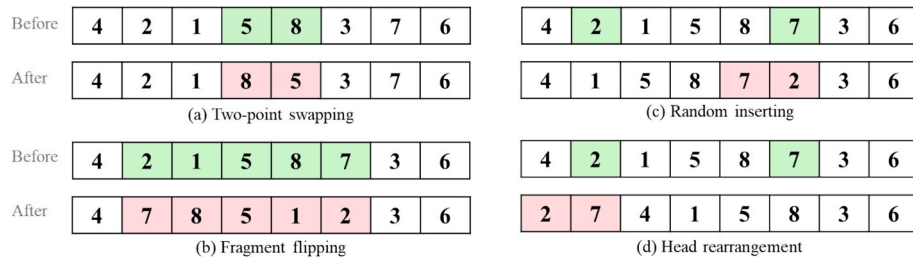 Before 4 2 1 5 8 3 7 6
After 4 2 1 8 5 3 7 6
(a) Two-point swapping
Before 4 2 1 5 8 7 3 6
After 4 7 8 5 1 2 3 6
(b) Fragment flipping
4 2 1 5 8 7 3 6
4 1 5 8 7 2 3 6
(c) Random inserting
4 2 1 5 8 7 3 6
2 7 4 1 5 8 3 6
(d) Head rearrangement